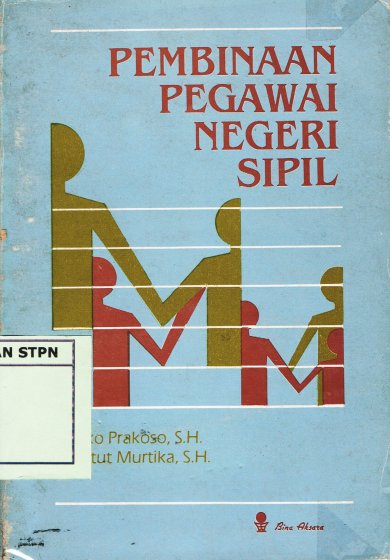 PEMBINAAN
PEGAWAI
NEGERI
SIPIL
AN STPN
Prakoso, S.H.
Murtika, S.H.
Bina Aksara